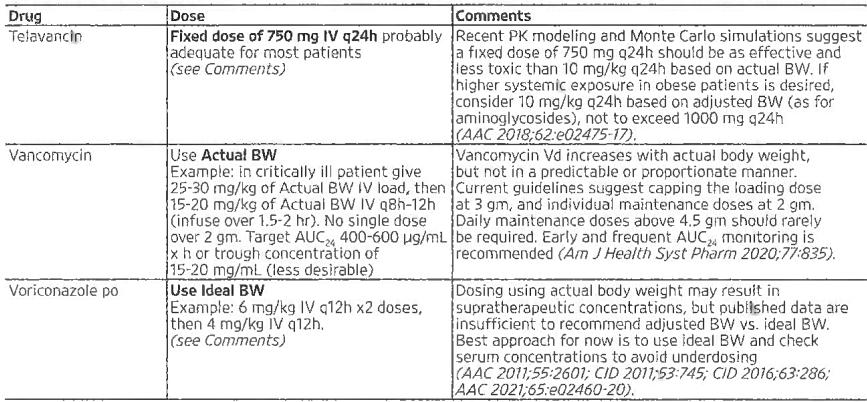 Drug Dose Comments
Telavancin Fixed dose of 750 mg IV q24h probably adequate for most patients (see Comments) Recent PK modeling and Monte Carlo simulations suggest
a fixed dose of 750 mg q24h should be as effective and
less toxic than 10 mg/kg q24h based on actual BW. If
higher systemic exposure in obese patients is desired,
consider 10 mg/kg q24h based on adjusted BW (as for
aminoglycosides), not to exceed 1000 mg q24h
(AAC 2018;62:e02475-17).
Vancomycin
Use Actual BW
Example: in critically ill patient give
25-30 mg/kg of Actual BW IV load, then
15-20 mg/kg of Actual BW IV q8h-12h
(infuse over 1.5-2 hr). No single dose
over 2 gm. Target AUC24 400-600 µg/mL
x h or trough concentration of
15-20 mg/mL (less desirable)
Vancomycin Vd increases with actual body weight,
but not in a predictable or proportionate manner.
Current guidelines suggest capping the loading dose
at 3 gm, and individual maintenance doses at 2 gm.
Daily maintenance doses above 4.5 gm should rarely
be required. Early and frequent AUC24 monitoring is
recommended (Am J Health Syst Pharm 2020;77:835).
Voriconazole po
Use Ideal BW
Example: 6 mg/kg IV q12h x2 doses,
then 4 mg/kg IV q12h.
(see Comments)
Dosing using actual body weight may result in
supratherapeutic concentrations, but published data are
insufficient to recommend adjusted BW vs. ideal BW.
Best approach for now is to use ideal BW and check
serum concentrations to avoid underdosing
(AAC 2011;55:2601; CID 2011;53:745; CID 2016;63:286;
AAC 2021;65:e02460-20).